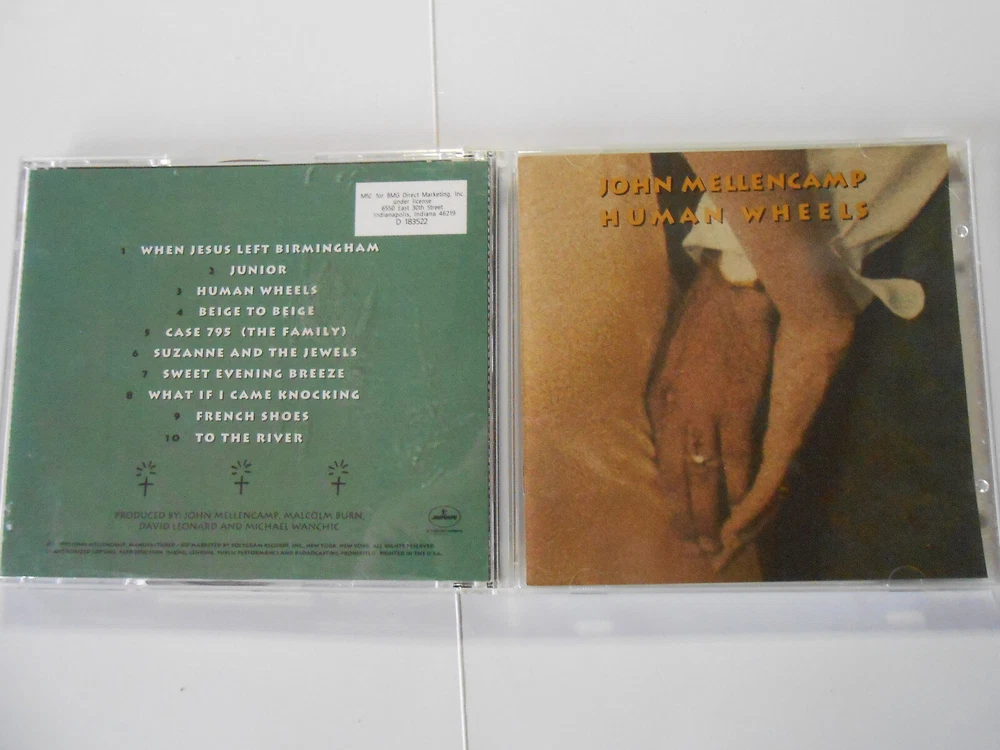 MSC for BMG Direct Marketing, Inc.
under license
6550 East 30th Street
Indianapolis, Indiana 46219
D 183522
1 WHEN JESUS LEFT BIRMINGHAM
2 JUNIOR
3 HUMAN WHEELS
4 BEIGE TO BEIGE
5 CASE 795 (THE FAMILY)
6 SUZANNE AND THE JEWELS
7 SWEET EVENING BREEZE
8 WHAT IF I CAME KNOCKING
9 FRENCH SHOES
10 TO THE RIVER
PRODUCED BY: JOHN MELLENCAMP, MALCOLM BURN,
DAVID LEONARD AND MICHAEL WANCHIC
JOHN MELLENCAMP
HUMAN WHEELS